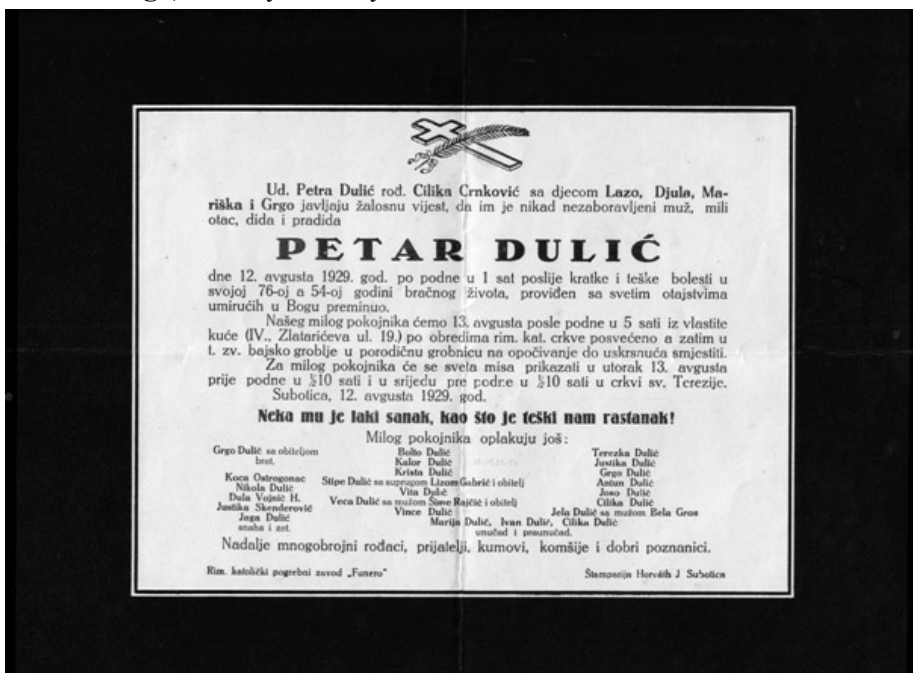 Ud. Petra Dulić rođ. Cilika Crnković sa djecom Lazo, Djula, Ma-
riška i Grgo javljaju žalosnu vijest, da im je nikad nezaboravljeni muž, mili
otac, dida i pradida
PETAR DULIĆ
dne 12. avgusta 1929. god. po podne u 1 sat poslije kratke i teške bolesti u
svojoj 76-oj a 54-oj godini bračnog života, providen sa svetim otajstvima
umirućih u Bogu preminuo.
Našeg milog pokojnika ćemo 13. avgusta posle podne u 5 sati iz vlastite
kuće (IV., Zlatarićeva ul. 19.) po obredima rim. kat. crkve posvećeno a zatim u
t. zv. bajsko groblje u porodičnu grobnicu na opočivanje do uskrsnuća smjestiti.
Za milog pokojnika će se sveta misa prikazati u utorak 13. avgusta
prije podne u ½10 sati i u srijedu pre podne u ½10 sati u crkvi sv. Terezije.
Subotica, 12. avgusta 1929. god.
Neka mu je laki sanak, kao što je teški nam rastanak!
Milog pokojnika oplakuju još:
Grgo Dulić sa obiteljom
brat.
Koca Ostrogonac
Nikola Dulić
Dula Vojnić H.
Justika Skenderović
Jaga Dulić
snaha i zet.
Bolto Dulić
Kalor Dulić
Krista Dulić
Stipe Dulić sa suprugom Lizom Gabrić i obitelj
Vita Dulić
Veca Dulić sa mužom Šime Rajčić i obitelj
Vince Dulić
Terezka Dulić
Justika Dulić
Grgo Dulić
Antun Dulić
Joso Dulić
Cilika Dulić
Jela Dulić sa mužom Bela Gros
Marija Dulić, Ivan Dulić, Cilika Dulić
unučad i praunučad.
Nadalje mnogobrojni rođaci, prijatelji, kumovi, komšije i dobri poznanici.
Rim. katolički pogrebni zavod „Funero"
Štamparija Horváth J Subotica